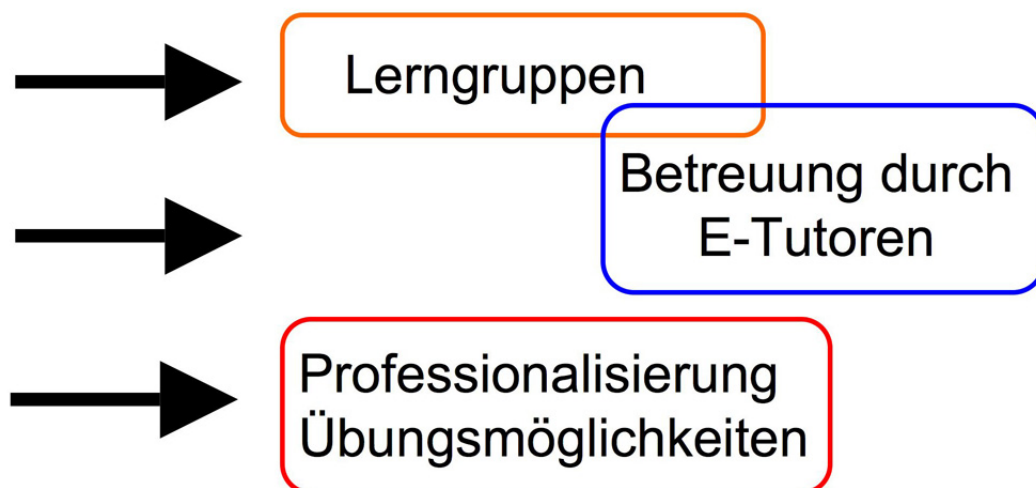 Lerngruppen
Betreuung durch
E-Tutoren
Professionalisierung
Übungsmöglichkeiten